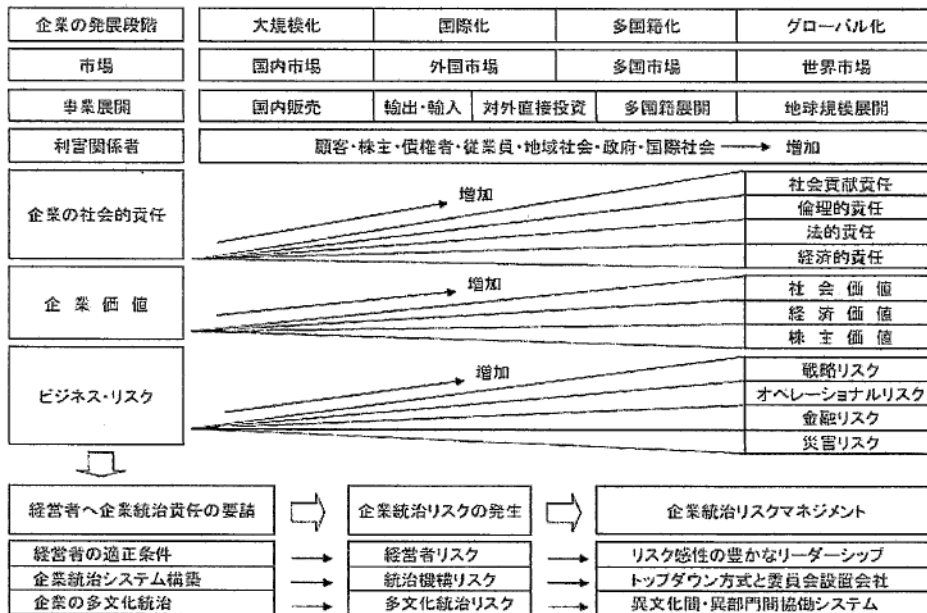 企業の発展段階 大規模化 国際化 多国籍化 グローバル化
市場 国内市場 外国市場 多国市場 世界市場
事業展開 国内販売 輸出・輸入 対外直接投資 多国籍展開 地球規模展開
利害関係者 顧客・株主・債権者・従業員・地域社会・政府・国際社会 → 増加
企業の社会的責任 増加
社会貢献責任
倫理的責任
法的責任
経済的責任
企業価値 増加
社会価値
経済価値
株主価値
ビジネス・リスク 増加
戦略リスク
オペレーショナルリスク
金融リスク
災害リスク
経営者へ企業統治責任の要請 企業統治リスクの発生 企業統治リスクマネジメント
経営者の適正条件 → 経営者リスク → リスク感性の豊かなリーダーシップ
企業統治システム構築 → 統治機構リスク → トップダウン方式と委員会設置会社
企業の多文化統治 → 多文化統治リスク → 異文化間・異部門間協働システム